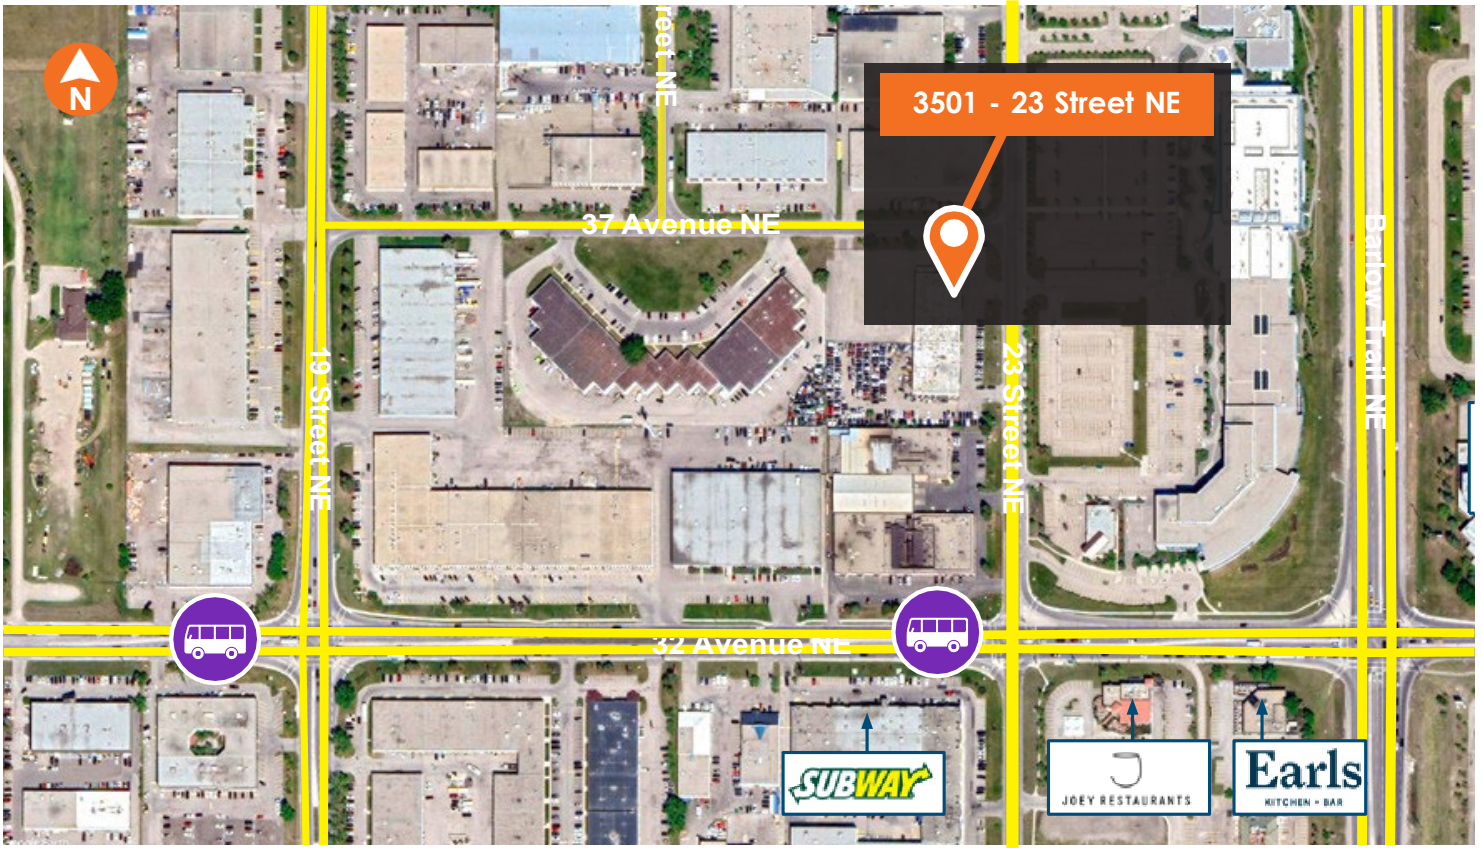 N
reet NE
3501 - 23 Street NE
37 Avenue NE
Barlow Trail NE
19 Street NE
23 Street NE
32 Avenue NE
SUBWAY
JOEY RESTAURANTS
Earls
KITCHEN + BAR